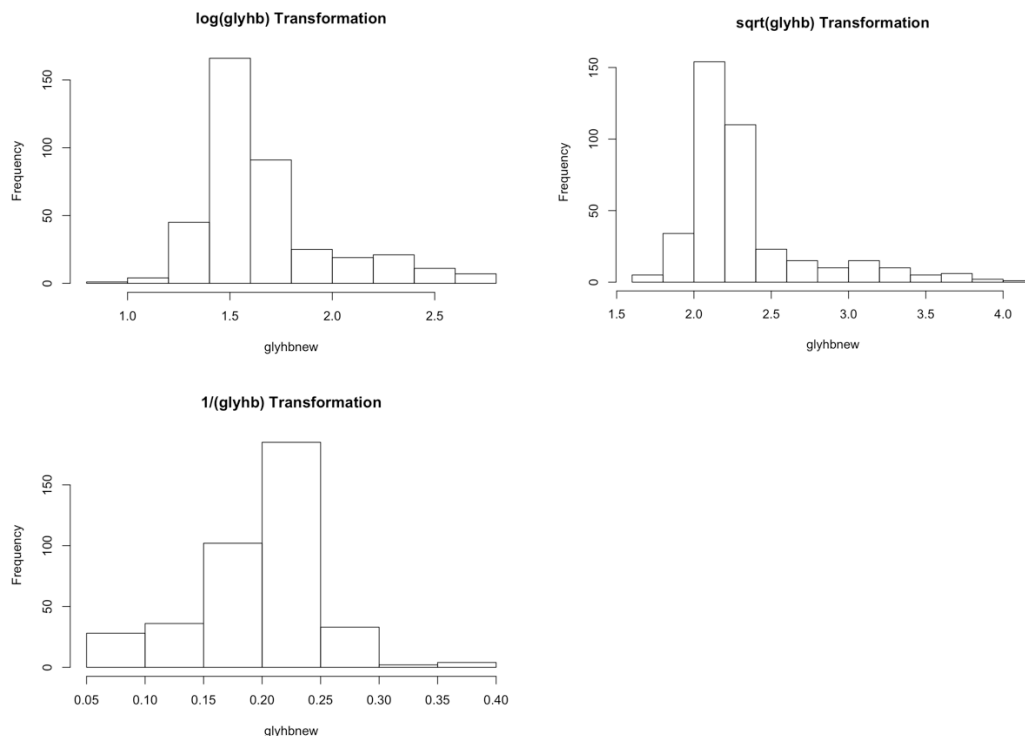 log(glyhb) Transformation
Frequency
0 50 100 150
1.0 1.5 2.0 2.5
glyhbnew
sqrt(glyhb) Transformation
Frequency
0 50 100 150
1.5 2.0 2.5 3.0 3.5 4.0
glyhbnew
1/(glyhb) Transformation
Frequency
0 50 100 150
0.05 0.10 0.15 0.20 0.25 0.30 0.35 0.40
glyhbnew